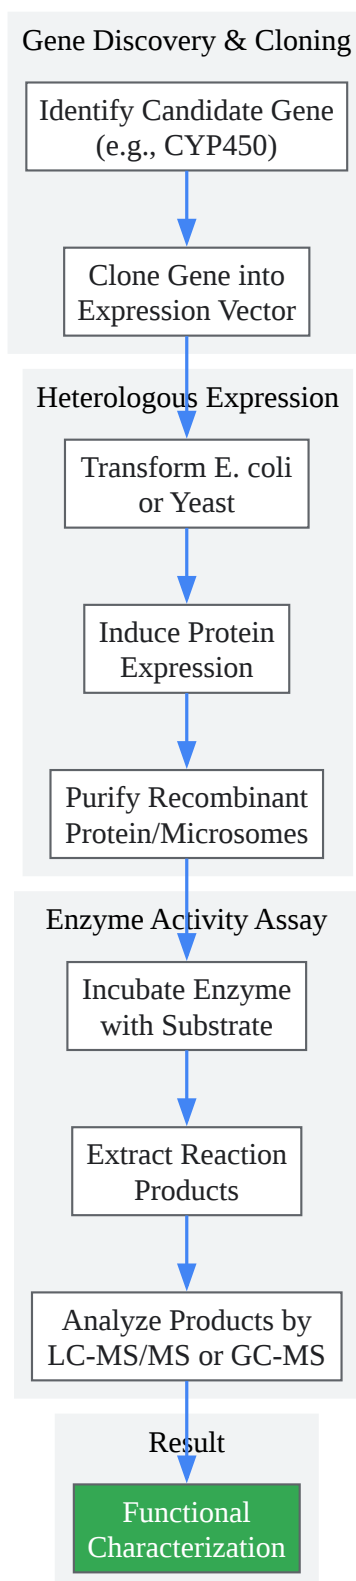 Gene Discovery & Cloning
Identify Candidate Gene
(e.g., CYP450)
Clone Gene into
Expression Vector
Heterologous Expression
Transform E. coli
or Yeast
Induce Protein
Expression
Purify Recombinant
Protein/Microsomes
Enzyme Activity Assay
Incubate Enzyme
with Substrate
Extract Reaction
Products
Analyze Products by
LC-MS/MS or GC-MS
Result
Functional
Characterization